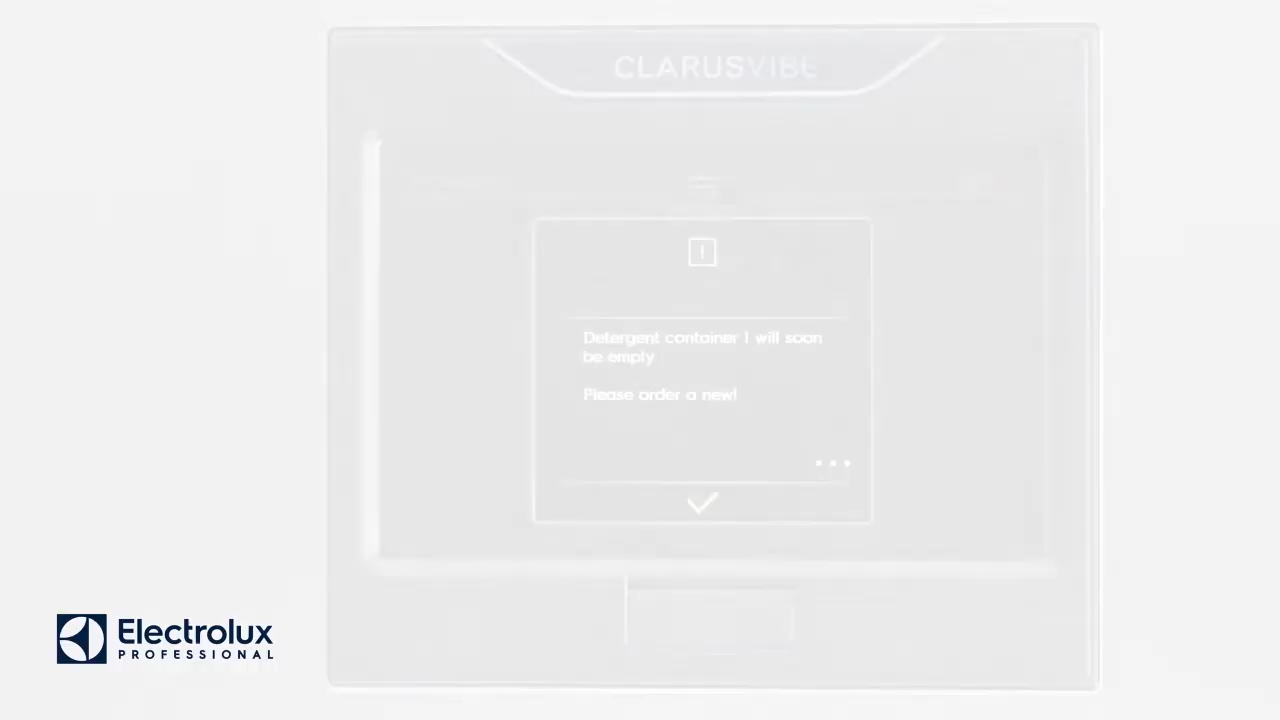 CLARUSVIBE
!
Detergent container 1 will soon
be empty
Please order a new!
Electrolux
PROFESSIONAL